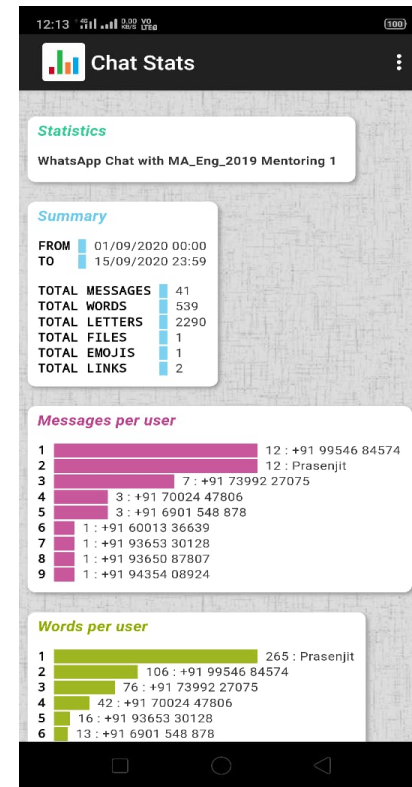 12:13 4G 0.00 KB/S VO LTE 100
Chat Stats
Statistics
WhatsApp Chat with MA_Eng_2019 Mentoring 1
Summary
FROM 01/09/2020 00:00
TO 15/09/2020 23:59
TOTAL MESSAGES 41
TOTAL WORDS 539
TOTAL LETTERS 2290
TOTAL FILES 1
TOTAL EMOJIS 1
TOTAL LINKS 2
Messages per user
1 12 : +91 99546 84574
2 12 : Prasenjit
3 7 : +91 73992 27075
4 3 : +91 70024 47806
5 3 : +91 6901 548 878
6 1 : +91 60013 36639
7 1 : +91 93653 30128
8 1 : +91 93650 87807
9 1 : +91 94354 08924
Words per user
1 265 : Prasenjit
2 106 : +91 99546 84574
3 76 : +91 73992 27075
4 42 : +91 70024 47806
5 16 : +91 93653 30128
6 13 : +91 6901 548 878